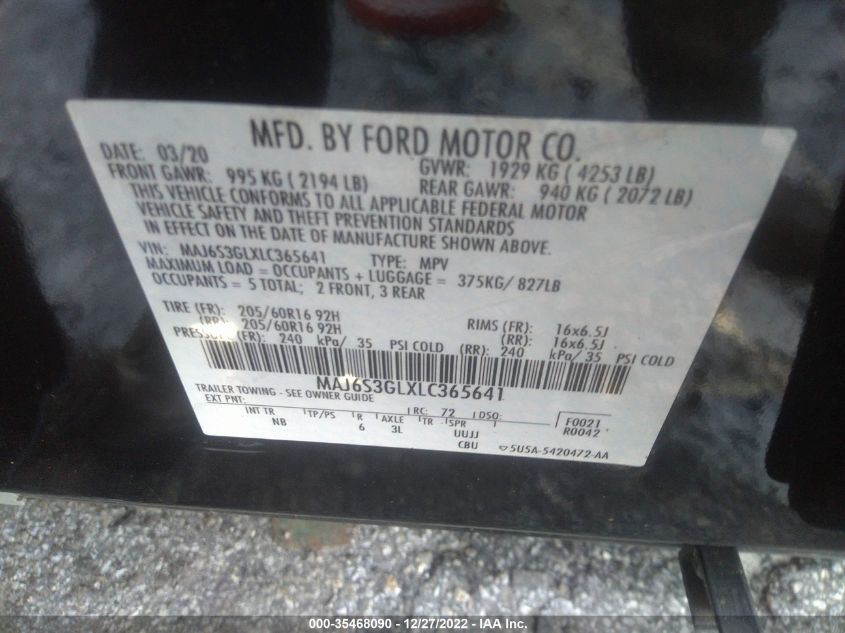 MFD. BY FORD MOTOR CO.
DATE: 03/20 GVWR: 1929 KG ( 4253 LB)
FRONT GAWR: 995 KG ( 2194 LB) REAR GAWR: 940 KG ( 2072 LB)
THIS VEHICLE CONFORMS TO ALL APPLICABLE FEDERAL MOTOR
VEHICLE SAFETY AND THEFT PREVENTION STANDARDS
IN EFFECT ON THE DATE OF MANUFACTURE SHOWN ABOVE.
VIN: MAJ6S3GLXLC365641 TYPE: MPV
MAXIMUM LOAD = OCCUPANTS + LUGGAGE = 375KG/ 827LB
OCCUPANTS = 5 TOTAL; 2 FRONT, 3 REAR
TIRE (FR): 205/60R16 92H RIMS (FR): 16x6.5J
(RR): 205/60R16 92H (RR): 16x6.5J
PRESSURE (FR): 240 kPa/ 35 PSI COLD (RR): 240 kPa/ 35 PSI COLD
MAJ6S3GLXLC365641
TRAILER TOWING - SEE OWNER GUIDE
EXT PNT: RC: 72 DSO: F0021
INT TR TP/PS R AXLE TR SPR R0042
NB 6 3L UUJJ
CBU 5U5A-5420472-AA
000-35468090 - 12/27/2022 - IAA Inc.